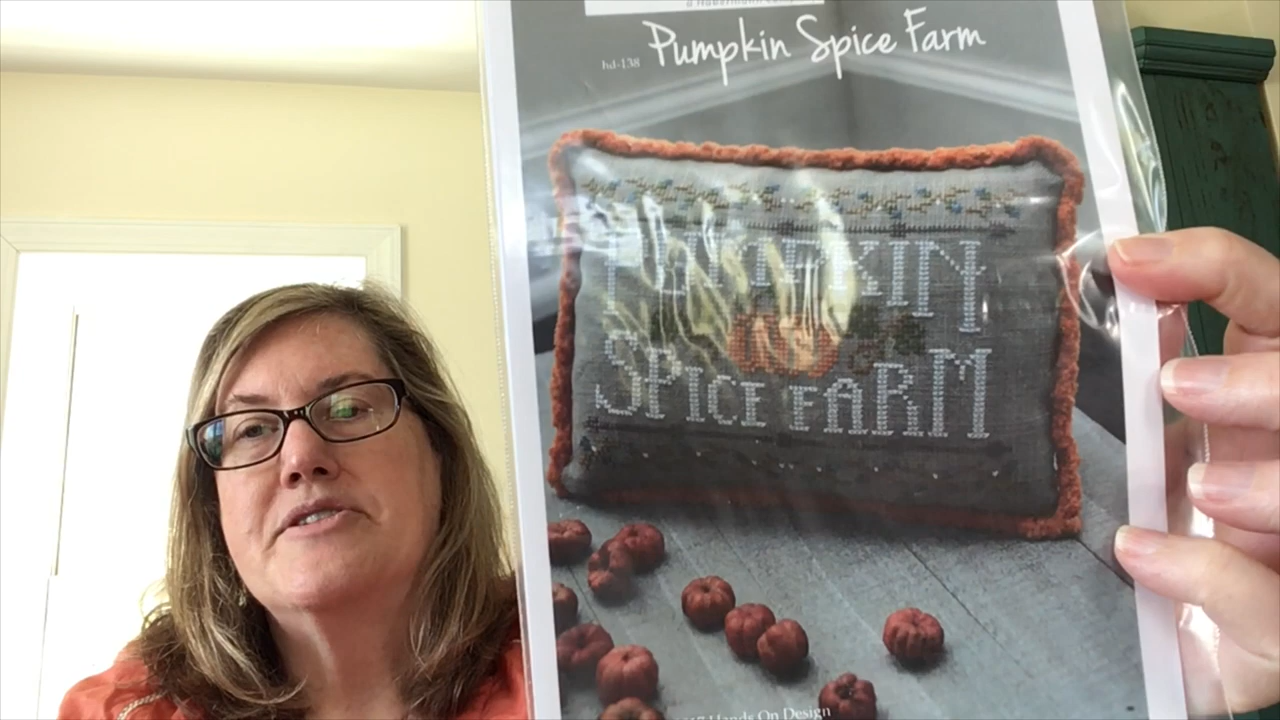 Pumpkin Spice Farm
hd-138
PUMPKIN
SPICE FARM
Hands On Design